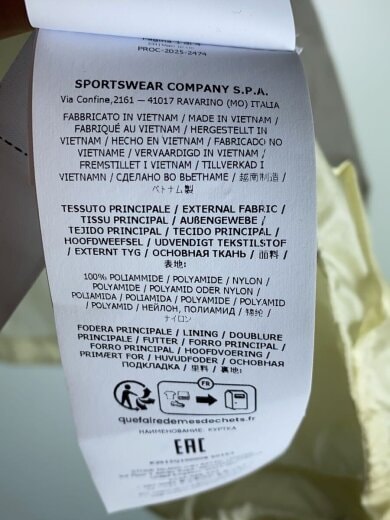 PROC-2025-2474
SPORTSWEAR COMPANY S.P.A.
Via Confine,2161 — 41017 RAVARINO (MO) ITALIA
FABBRICATO IN VIETNAM / MADE IN VIETNAM /
FABRIQUÉ AU VIETNAM / HERGESTELLT IN
VIETNAM / HECHO EN VIETNAM / FABRICADO NO
VIETNAME / VERVAARDIGD IN VIETNAM /
FREMSTILLET I VIETNAM / TILLVERKAD I
VIETNAMN / СДЕЛАНО ВО ВЬЕТНАМЕ / 越南制造 /
ベトナム製
TESSUTO PRINCIPALE / EXTERNAL FABRIC /
TISSU PRINCIPAL / AUßENGEWEBE /
TEJIDO PRINCIPAL / TECIDO PRINCIPAL /
HOOFDWEEFSEL / UDVENDIGT TEKSTILSTOF
/ EXTERNT TYG / ОСНОВНАЯ ТКАНЬ / 面料 /
表地:
100% POLIAMMIDE / POLYAMIDE / NYLON /
POLYAMIDE / POLYAMID ODER NYLON /
POLIAMIDA / POLIAMIDA / POLYAMIDE / POLYAMID
/ POLYAMID / НЕЙЛОН, ПОЛИАМИД / 锦纶 /
ナイロン
FODERA PRINCIPALE / LINING / DOUBLURE
PRINCIPALE / FUTTER / FORRO PRINCIPAL
/ FORRO PRINCIPAL / HOOFDVOERING /
PRIMÆRT FOR / HUVUDFODER / ОСНОВНАЯ
ПОДКЛАДКА / 里料 / 裏地:
FR
quefairedemesdechets.fr
НАИМЕНОВАНИЕ: КУРТКА
EAC